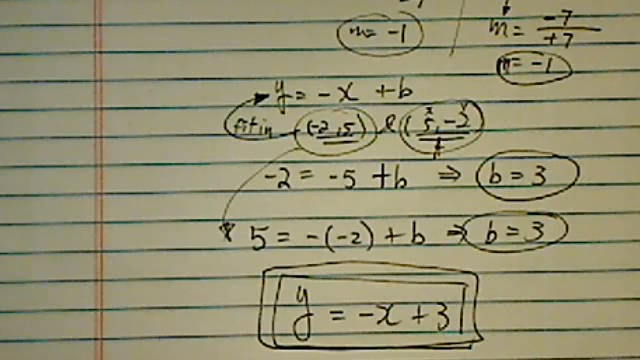 m = -1
m = -7
+7
m = -1
y = -x + b
fit in (-2, 5) & (5, -2)
x y
-2 = -5 + b ⇒ b = 3
5 = -(-2) + b ⇒ b = 3
y = -x + 3